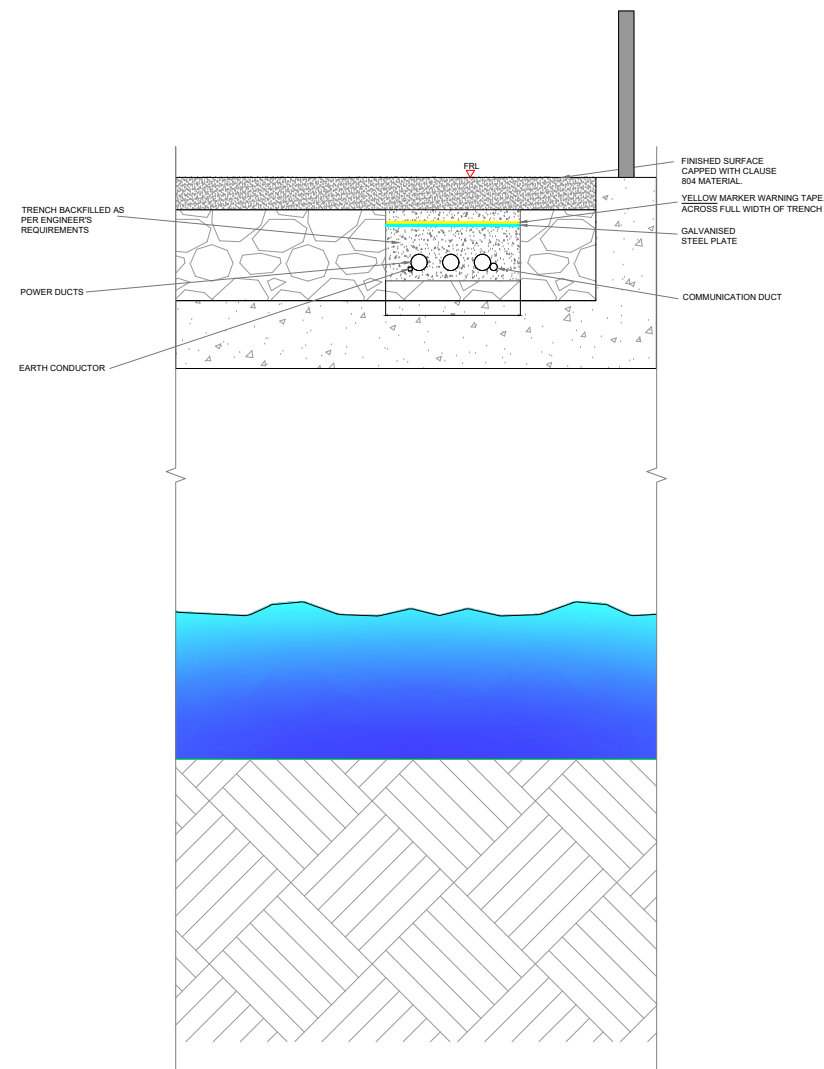 FRL
FINISHED SURFACE
CAPPED WITH CLAUSE
804 MATERIAL.
YELLOW MARKER WARNING TAPE
ACROSS FULL WIDTH OF TRENCH
GALVANISED
STEEL PLATE
TRENCH BACKFILLED AS
PER ENGINEER'S
REQUIREMENTS
POWER DUCTS
COMMUNICATION DUCT
EARTH CONDUCTOR